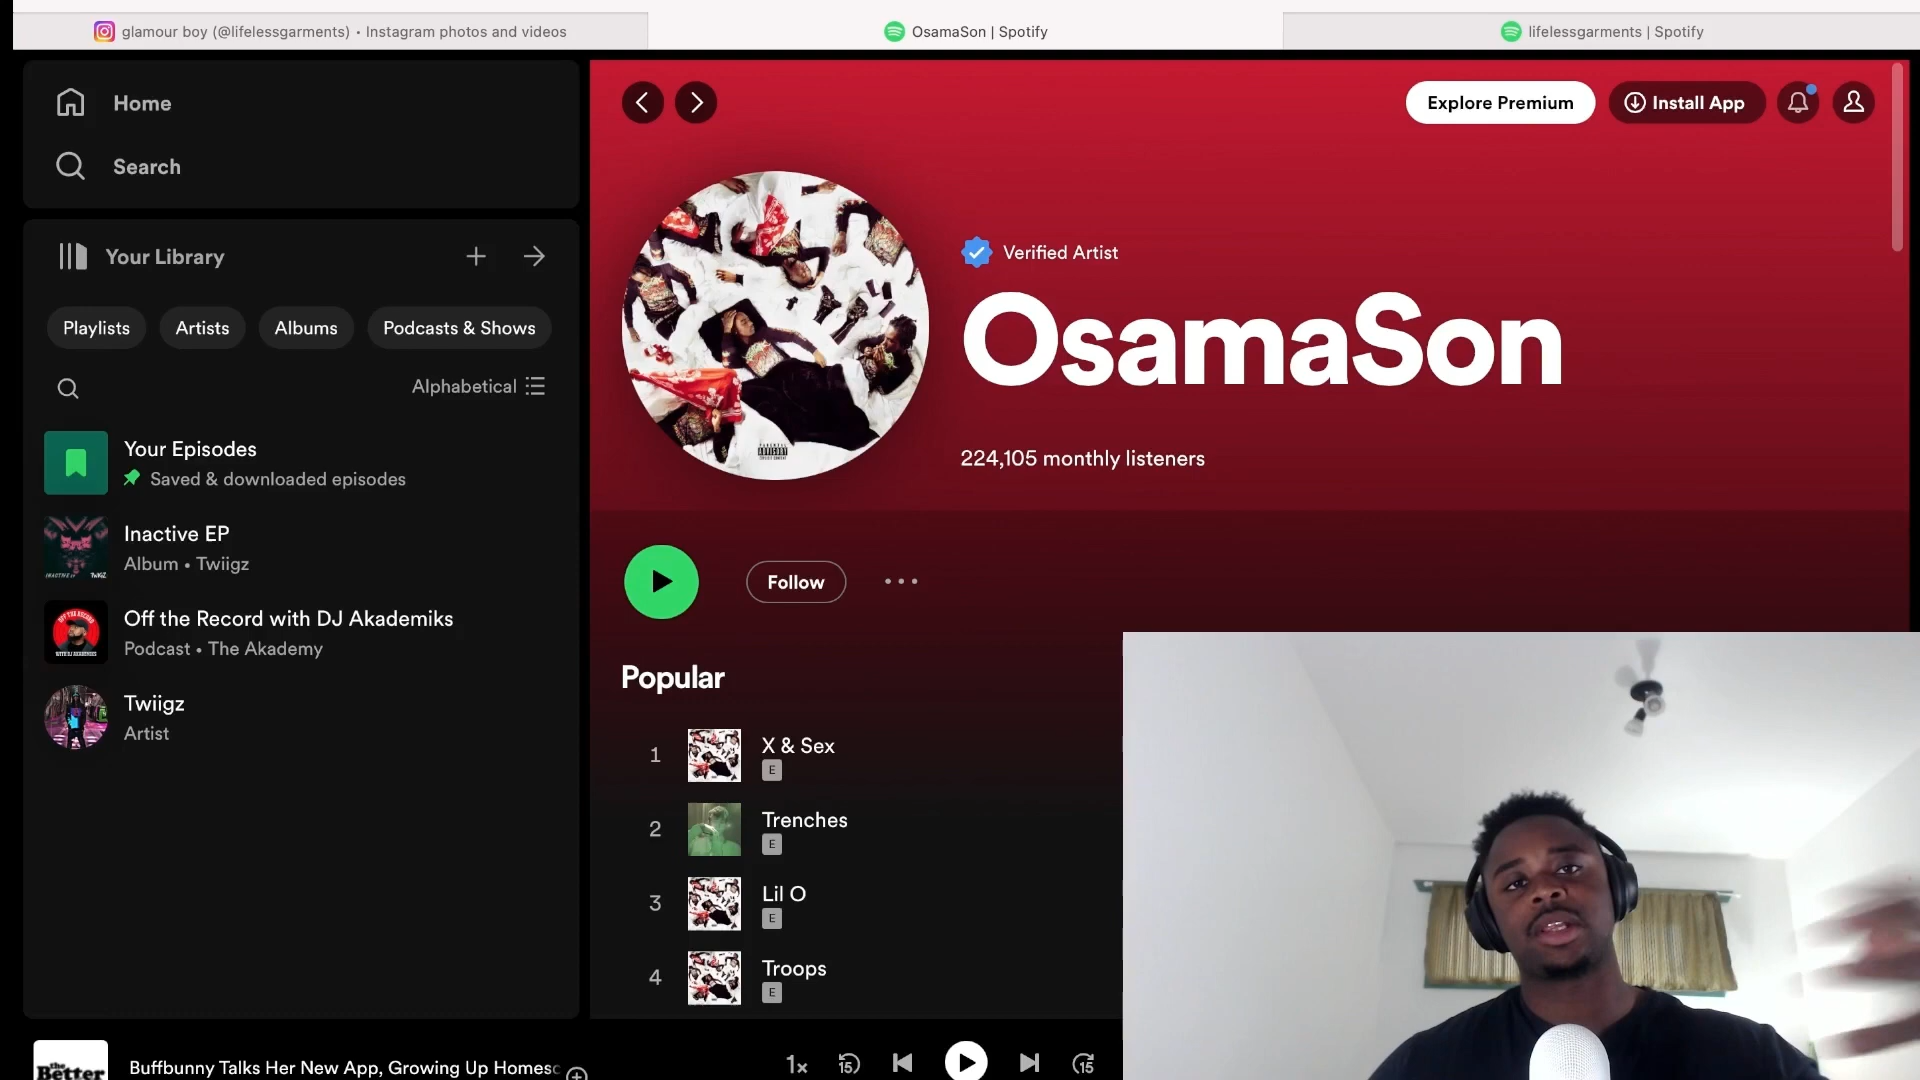 glamour boy (@lifelessgarments) • Instagram photos and videos
OsamaSon | Spotify
lifelessgarments | Spotify
Home
Search
Your Library
Playlists
Artists
Albums
Podcasts & Shows
Alphabetical
Your Episodes
Saved & downloaded episodes
Inactive EP
Album • Twiigz
Off the Record with DJ Akademiks
Podcast • The Akademy
Twiigz
Artist
Explore Premium
Install App
Verified Artist
OsamaSon
224,105 monthly listeners
Follow
Popular
1
X & Sex
E
2
Trenches
E
3
Lil O
E
4
Troops
E
the
Better
Buffbunny Talks Her New App, Growing Up Homesc
1x
15
15